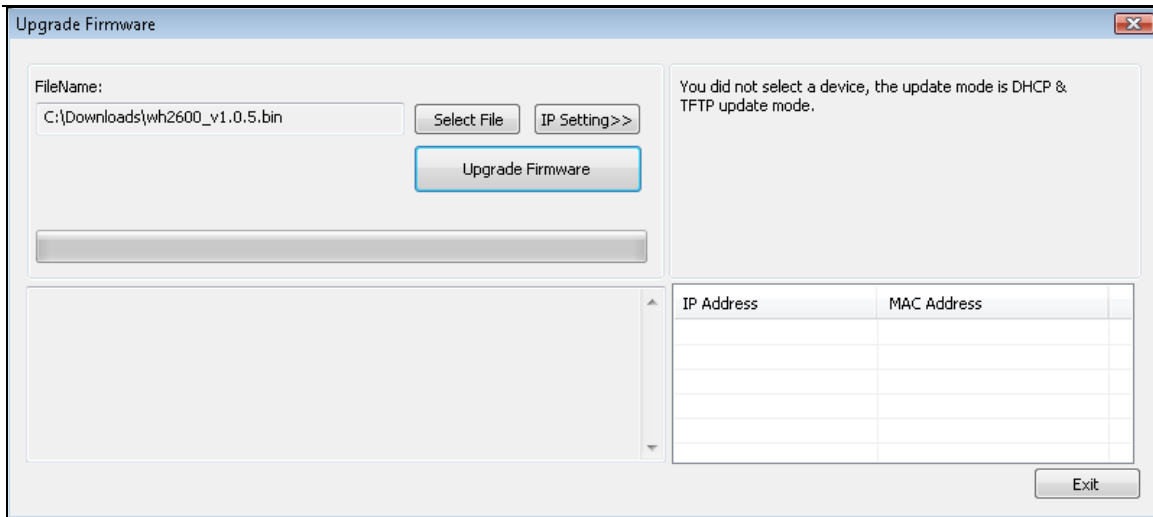 Upgrade Firmware
FileName:
C:\Downloads\wh2600_v1.0.5.bin
Select File
IP Setting>>
Upgrade Firmware
You did not select a device, the update mode is DHCP &
TFTP update mode.
IP Address
MAC Address
Exit